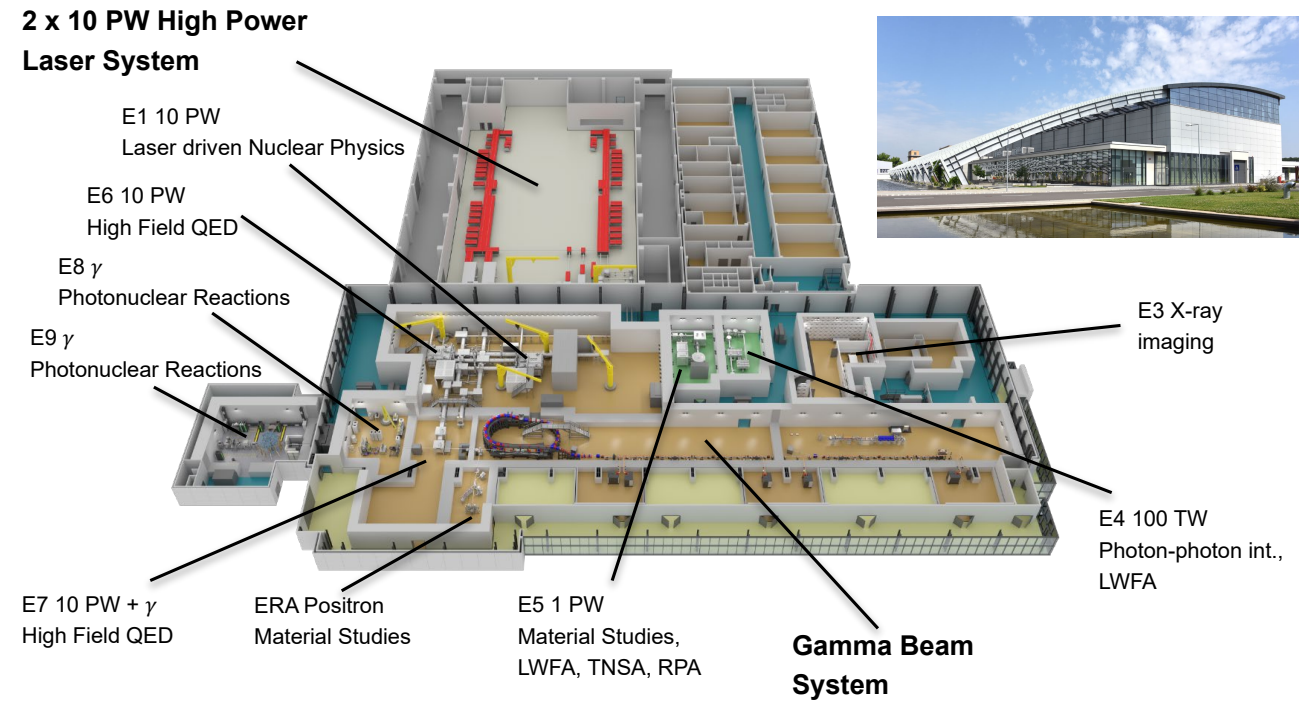 2 x 10 PW High Power
Laser System
E1 10 PW
Laser driven Nuclear Physics
E6 10 PW
High Field QED
E8 γ
Photonuclear Reactions
E9 γ
Photonuclear Reactions
E3 X-ray
imaging
E4 100 TW
Photon-photon int.,
LWFA
E7 10 PW + γ
High Field QED
ERA Positron
Material Studies
E5 1 PW
Material Studies,
LWFA, TNSA, RPA
Gamma Beam
System